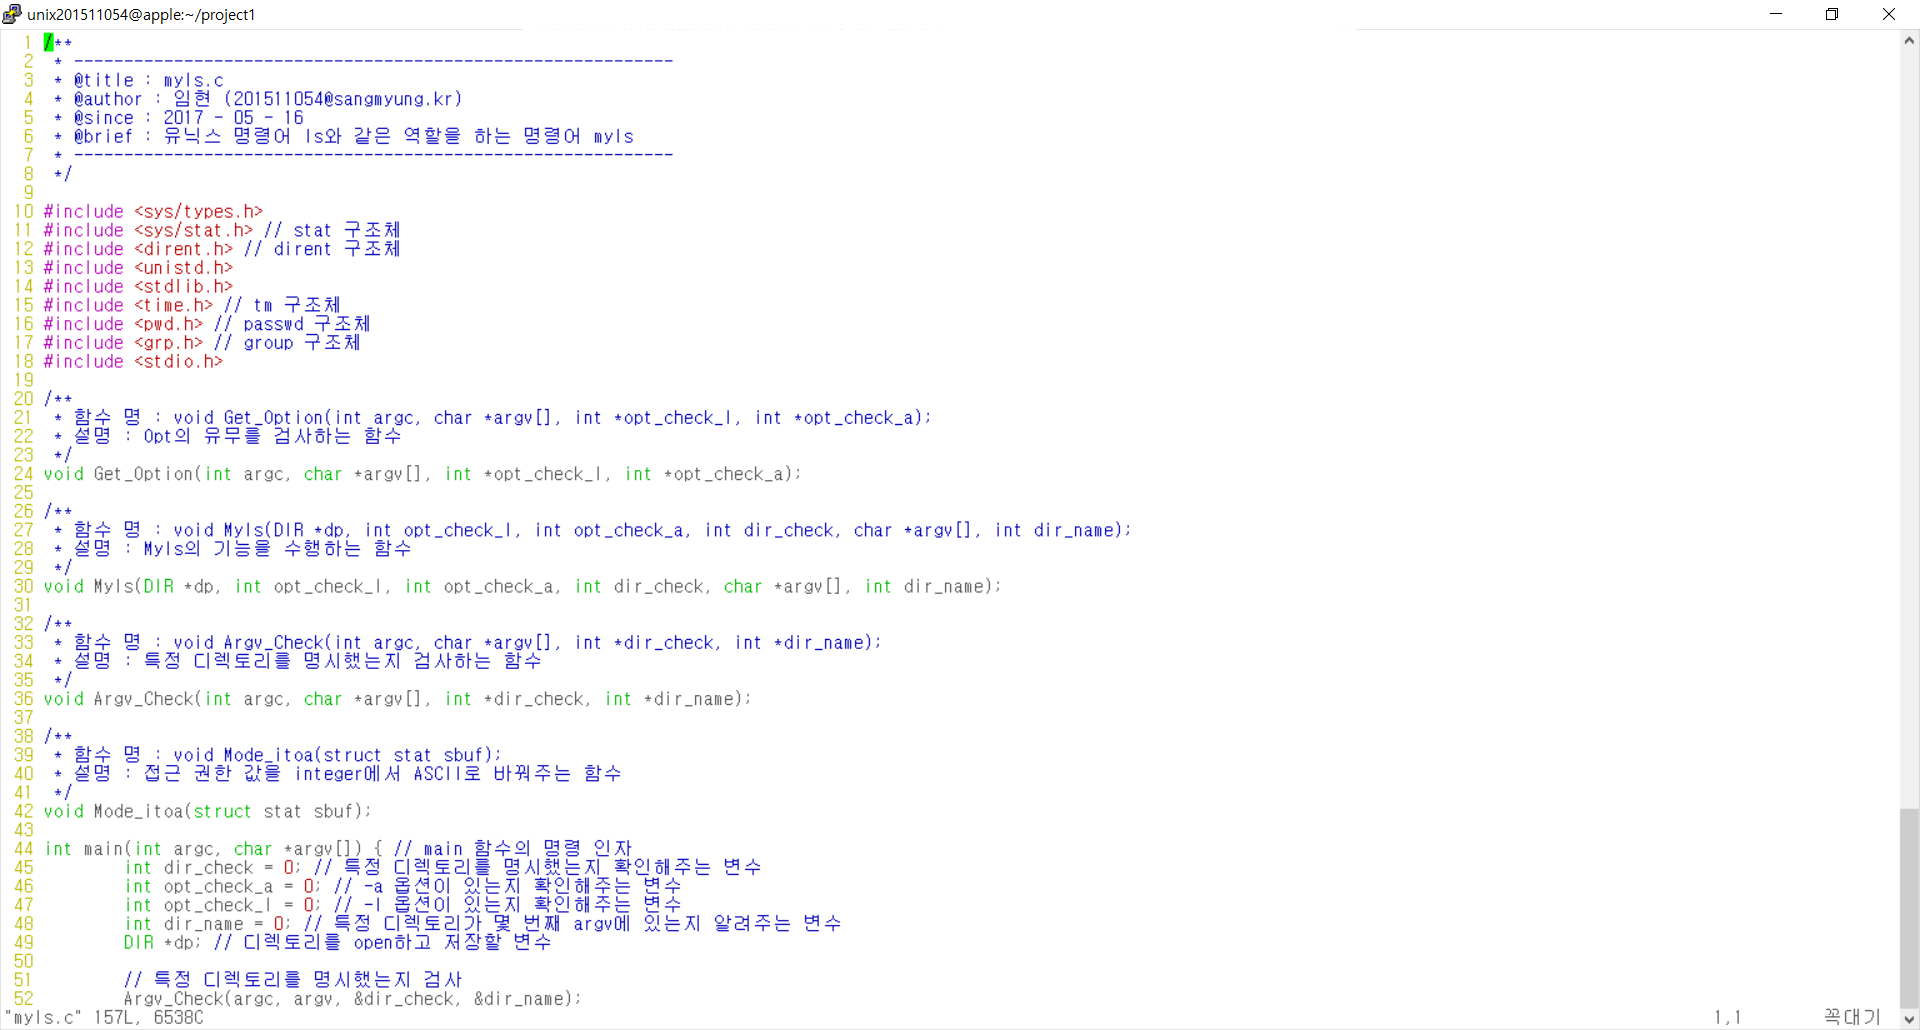 unix201511054@apple:~/project1
1 /**
2  * ------------------------------------------------------------
3  * @title : myls.c
4  * @author : 임현 (201511054@sangmyung.kr)
5  * @since : 2017 - 05 - 16
6  * @brief : 유닉스 명령어 ls와 같은 역할을 하는 명령어 myls
7  * ------------------------------------------------------------
8  */
9
10 #include <sys/types.h>
11 #include <sys/stat.h> // stat 구조체
12 #include <dirent.h> // dirent 구조체
13 #include <unistd.h>
14 #include <stdlib.h>
15 #include <time.h> // tm 구조체
16 #include <pwd.h> // passwd 구조체
17 #include <grp.h> // group 구조체
18 #include <stdio.h>
19
20 /**
21  * 함수 명 : void Get_Option(int argc, char *argv[], int *opt_check_l, int *opt_check_a);
22  * 설명 : Opt의 유무를 검사하는 함수
23  */
24 void Get_Option(int argc, char *argv[], int *opt_check_l, int *opt_check_a);
25
26 /**
27  * 함수 명 : void Myls(DIR *dp, int opt_check_l, int opt_check_a, int dir_check, char *argv[], int dir_name);
28  * 설명 : Myls의 기능을 수행하는 함수
29  */
30 void Myls(DIR *dp, int opt_check_l, int opt_check_a, int dir_check, char *argv[], int dir_name);
31
32 /**
33  * 함수 명 : void Argv_Check(int argc, char *argv[], int *dir_check, int *dir_name);
34  * 설명 : 특정 디렉토리를 명시했는지 검사하는 함수
35  */
36 void Argv_Check(int argc, char *argv[], int *dir_check, int *dir_name);
37
38 /**
39  * 함수 명 : void Mode_itoa(struct stat sbuf);
40  * 설명 : 접근 권한 값을 integer에서 ASCII로 바꿔주는 함수
41  */
42 void Mode_itoa(struct stat sbuf);
43
44 int main(int argc, char *argv[]) { // main 함수의 명령 인자
45         int dir_check = 0; // 특정 디렉토리를 명시했는지 확인해주는 변수
46         int opt_check_a = 0; // -a 옵션이 있는지 확인해주는 변수
47         int opt_check_l = 0; // -l 옵션이 있는지 확인해주는 변수
48         int dir_name = 0; // 특정 디렉토리가 몇 번째 argv에 있는지 알려주는 변수
49         DIR *dp; // 디렉토리를 open하고 저장할 변수
50
51         // 특정 디렉토리를 명시했는지 검사
52         Argv_Check(argc, argv, &dir_check, &dir_name);
"myls.c" 157L, 6538C 1,1 꼭대기